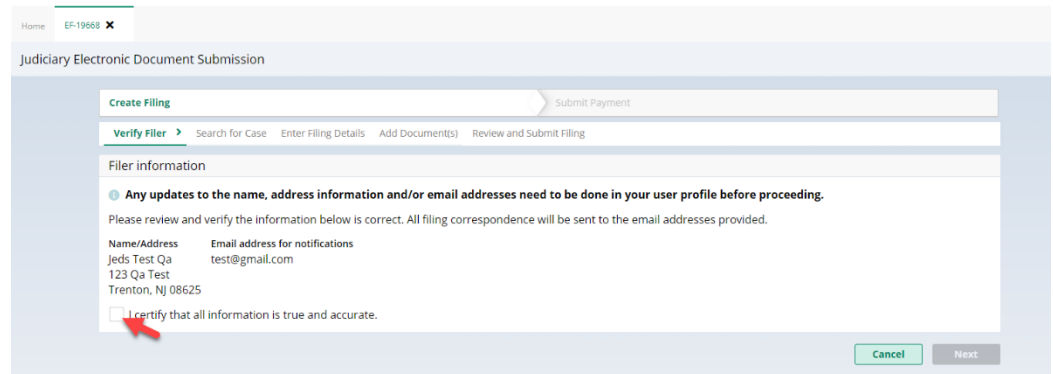 Home EF-19668 ✖
Judiciary Electronic Document Submission
Create Filing Submit Payment
Verify Filer > Search for Case Enter Filing Details Add Document(s) Review and Submit Filing
Filer information
Any updates to the name, address information and/or email addresses need to be done in your user profile before proceeding.
Please review and verify the information below is correct. All filing correspondence will be sent to the email addresses provided.
Name/Address Email address for notifications
Jeds Test Qa test@gmail.com
123 Qa Test
Trenton, NJ 08625
I certify that all information is true and accurate.
Cancel Next